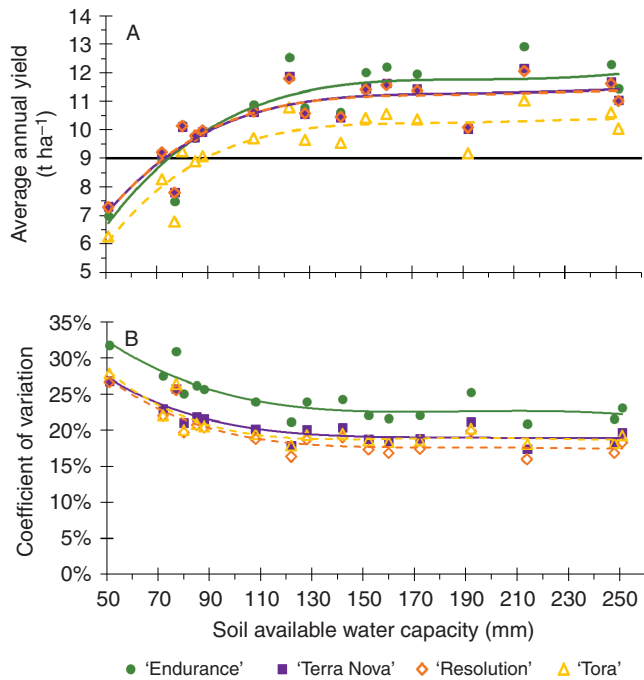 14
13
12
11
10
9
8
7
6
5
A
Average annual yield
(t ha⁻¹)
35%
30%
25%
20%
15%
10%
5%
0%
B
Coefficient of variation
50 70 90 110 130 150 170 190 210 230 250
Soil available water capacity (mm)
'Endurance' 'Terra Nova' 'Resolution' 'Tora'